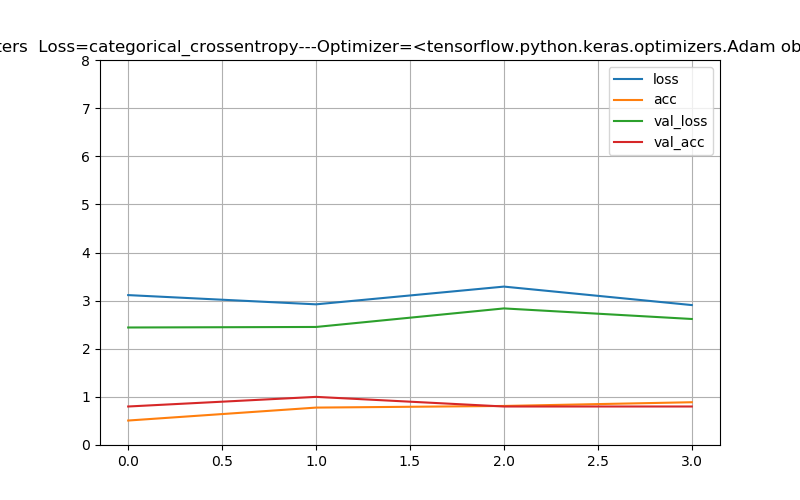 ters  Loss=categorical_crossentropy---Optimizer=<tensorflow.python.keras.optimizers.Adam ob
8
7
6
5
4
3
2
1
0
loss
acc
val_loss
val_acc
0.0 0.5 1.0 1.5 2.0 2.5 3.0